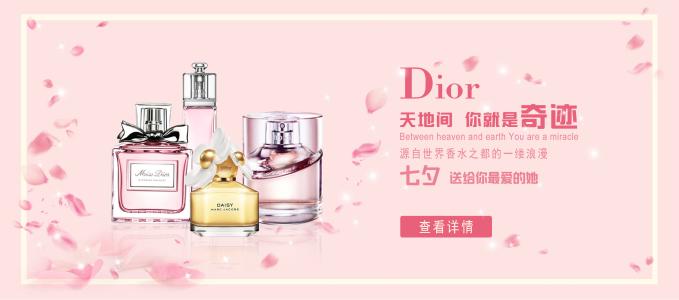 Dior
天地间 你就是奇迹
Between heaven and earth You are a miracle
源自世界香水之都的一缕浪漫
七夕 送给你最爱的她
查看详情
Miss Dior
DAISY
MARC JACOBS